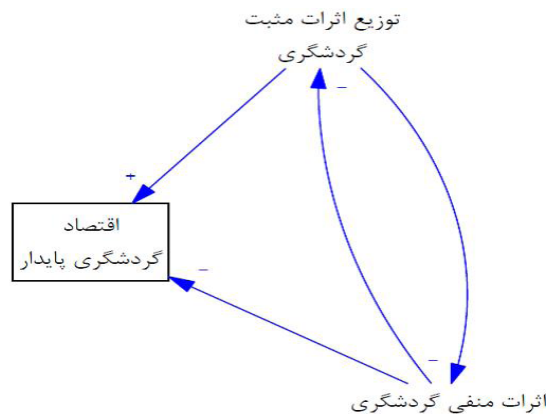 توزیع اثرات مثبت
گردشگری
–
+
اقتصاد
گردشگری پایدار
–
–
اثرات منفی گردشگری